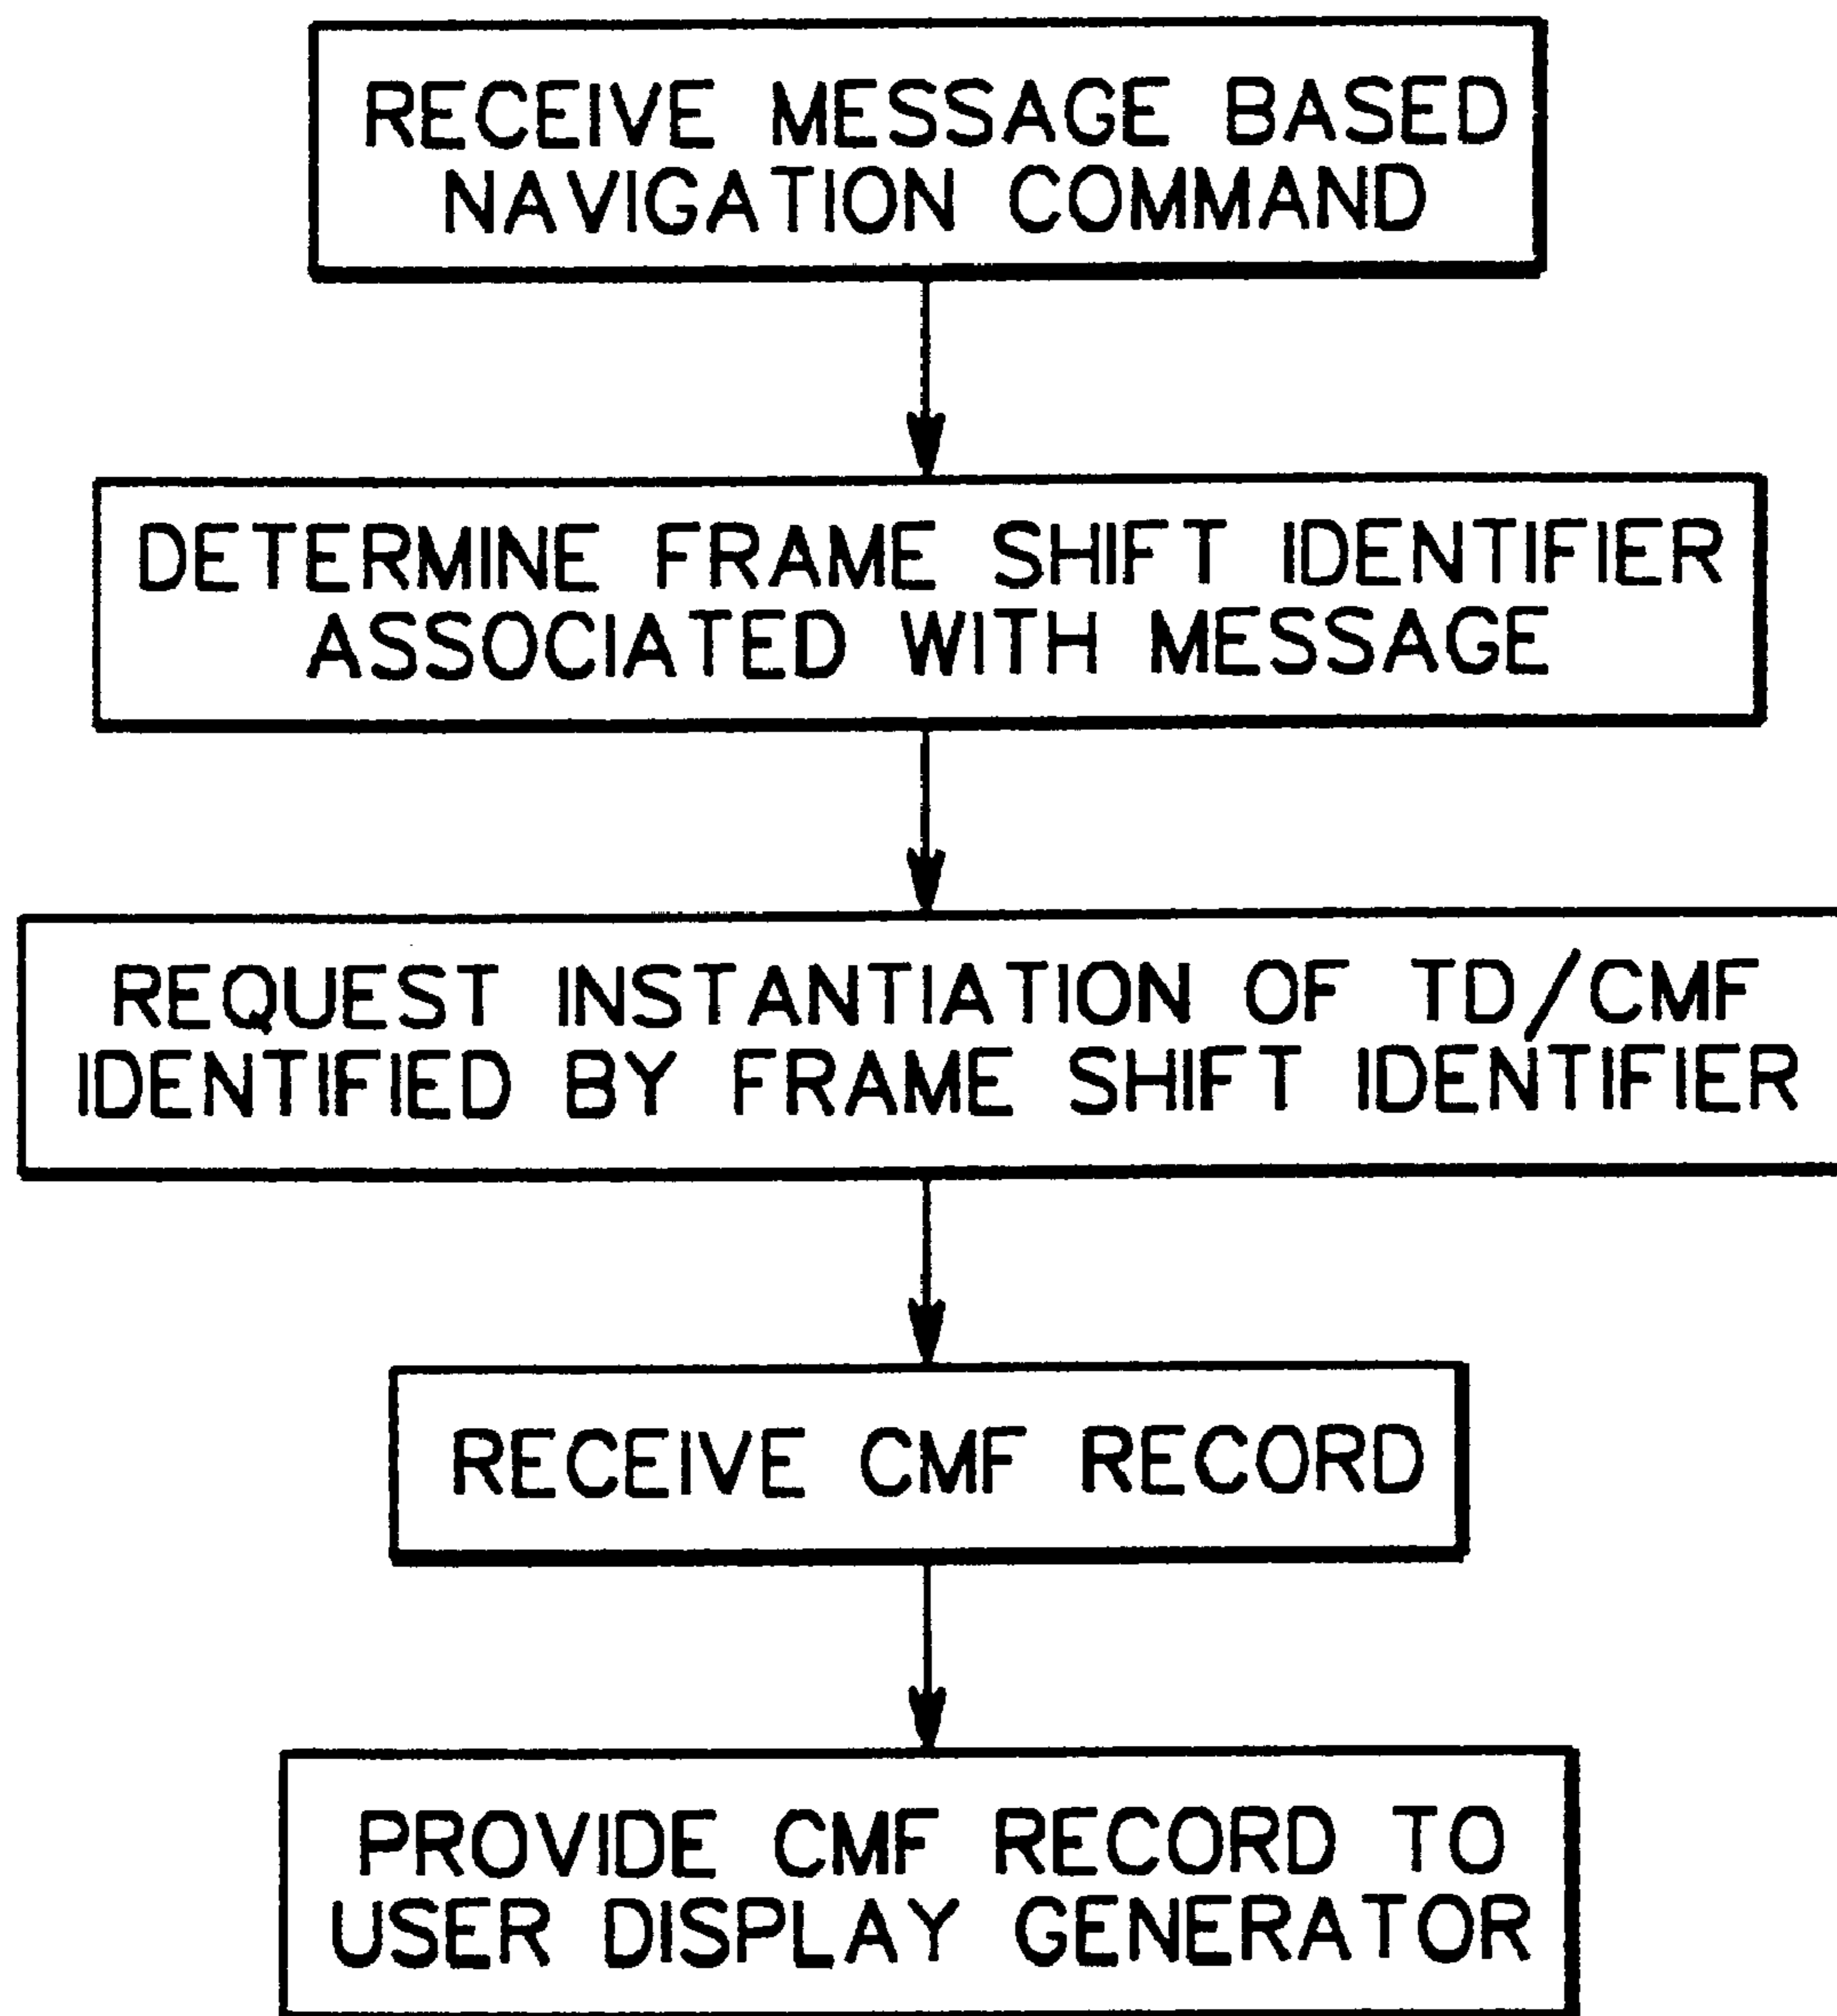 RECEIVE MESSAGE BASED
NAVIGATION COMMAND
DETERMINE FRAME SHIFT IDENTIFIER
ASSOCIATED WITH MESSAGE
REQUEST INSTANTIATION OF TD/CMF
IDENTIFIED BY FRAME SHIFT IDENTIFIER
RECEIVE CMF RECORD
PROVIDE CMF RECORD TO
USER DISPLAY GENERATOR